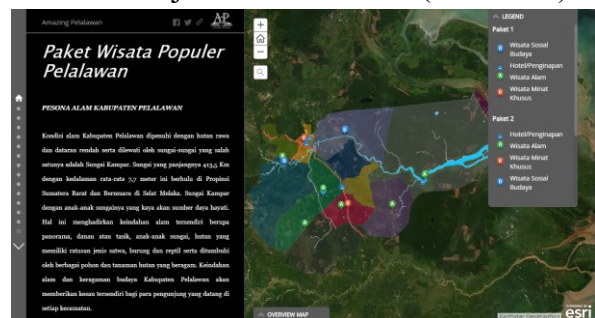 Amazing Pelalawan
Paket Wisata Populer
Pelalawan
PESONA ALAM KABUPATEN PELALAWAN
Kondisi alam Kabupaten Pelalawan dipenuhi dengan hutan rawa
dan dataran rendah serta dilewati oleh sungai-sungai yang salah
satunya adalah Sungai Kampar. Sungai yang panjangnya 413,5 Km
dengan kedalaman rata-rata 7,7 meter ini berhulu di Propinsi
Sumatera Barat dan Bermuara di Selat Melaka. Sungai Kampar
dengan anak-anak sungainya yang kaya akan sumber daya hayati.
Hal ini menghadirkan keindahan alam tersendiri berupa
panorama, danau atau tasik, anak-anak sungai, hutan yang
memiliki ratusan jenis satwa, burung dan reptil serta ditumbuhi
oleh berbagai pohon dan tanaman hutan yang beragam. Keindahan
alam dan keragaman budaya Kabupaten Pelalawan akan
memberikan kesan tersendiri bagi para pengunjung yang datang di
setiap kecamatan.
LEGEND
Paket 1
Wisata Sosial
Budaya
Hotel/Penginapan
Wisata Alam
Wisata Minat
Khusus
Paket 2
Hotel/Penginapan
Wisata Alam
Wisata Minat
Khusus
Wisata Sosial
Budaya
OVERVIEW MAP
POWERED BY
esri